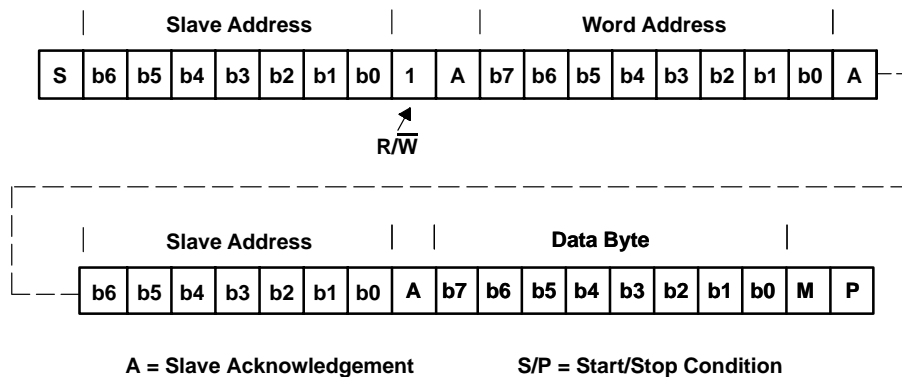 Slave Address Word Address
S b6 b5 b4 b3 b2 b1 b0 1 A b7 b6 b5 b4 b3 b2 b1 b0 A
R/W̅
Slave Address Data Byte
b6 b5 b4 b3 b2 b1 b0 A b7 b6 b5 b4 b3 b2 b1 b0 M P
A = Slave Acknowledgement S/P = Start/Stop Condition